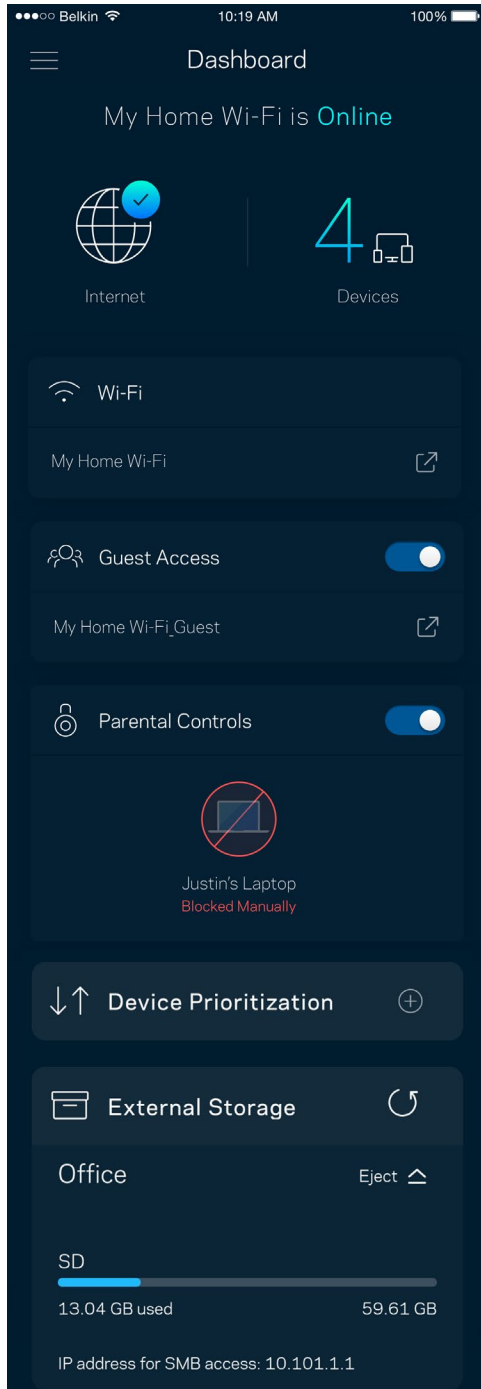 Belkin 10:19 AM 100%
Dashboard
My Home Wi-Fi is Online
4
Internet Devices
Wi-Fi
My Home Wi-Fi
Guest Access
My Home Wi-Fi_Guest
Parental Controls
Justin's Laptop
Blocked Manually
Device Prioritization
External Storage
Office Eject
SD
13.04 GB used 59.61 GB
IP address for SMB access: 10.101.1.1